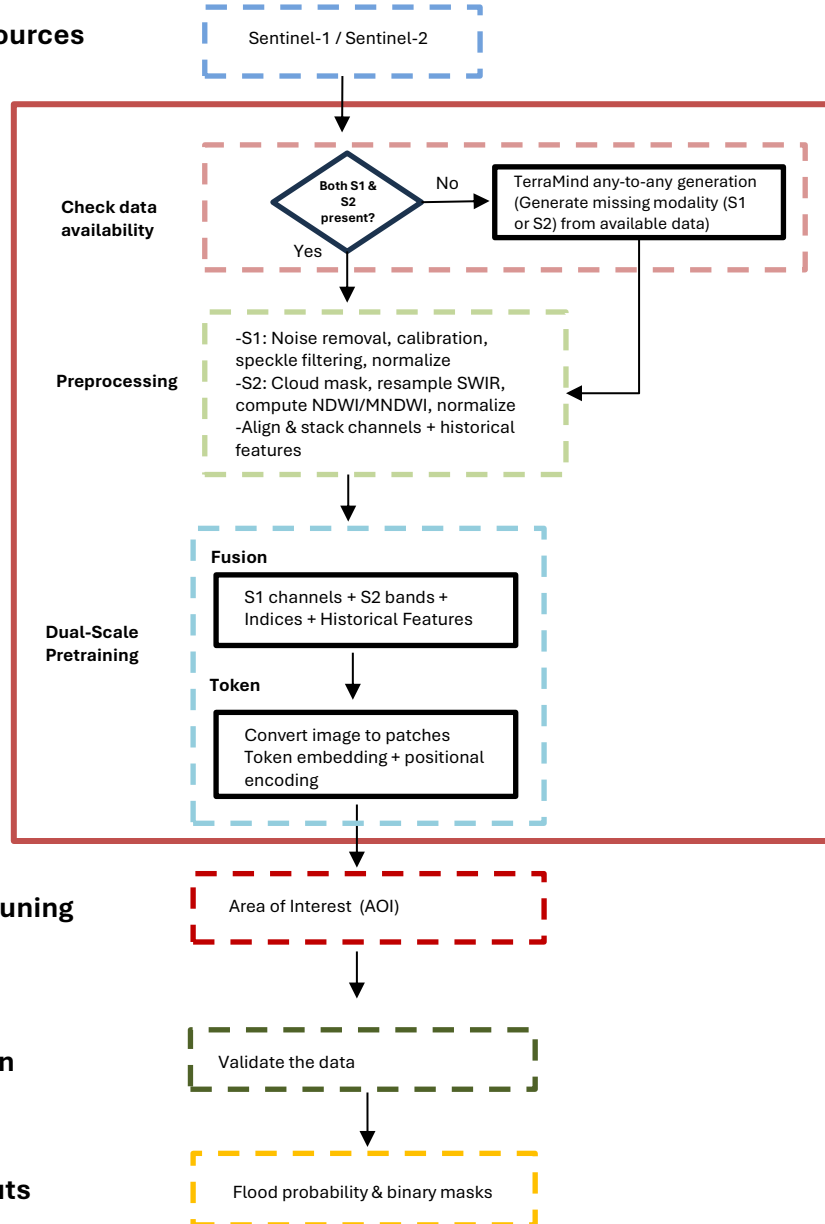 ources
Sentinel-1 / Sentinel-2
Check data
availability
Both S1 &
S2
present?
No
Yes
TerraMind any-to-any generation
(Generate missing modality (S1
or S2) from available data)
Preprocessing
-S1: Noise removal, calibration,
speckle filtering, normalize
-S2: Cloud mask, resample SWIR,
compute NDWI/MNDWI, normalize
-Align & stack channels + historical
features
Dual-Scale
Pretraining
Fusion
S1 channels + S2 bands +
Indices + Historical Features
Token
Convert image to patches
Token embedding + positional
encoding
uning
Area of Interest (AOI)
n
Validate the data
uts
Flood probability & binary masks